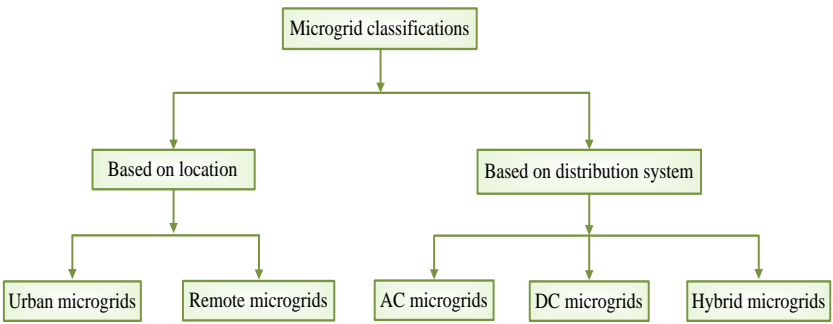 Microgrid classifications
Based on location
Based on distribution system
Urban microgrids
Remote microgrids
AC microgrids
DC microgrids
Hybrid microgrids